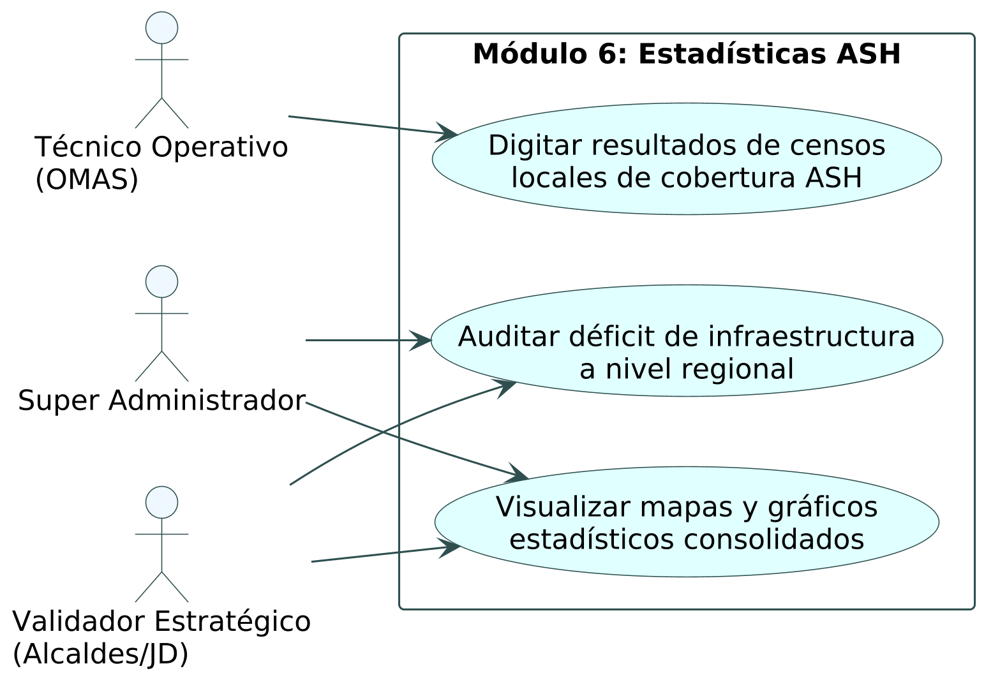 Módulo 6: Estadísticas ASH
Técnico Operativo
(OMAS)
Digitar resultados de censos
locales de cobertura ASH
Super Administrador
Auditar déficit de infraestructura
a nivel regional
Validador Estratégico
(Alcaldes/JD)
Visualizar mapas y gráficos
estadísticos consolidados